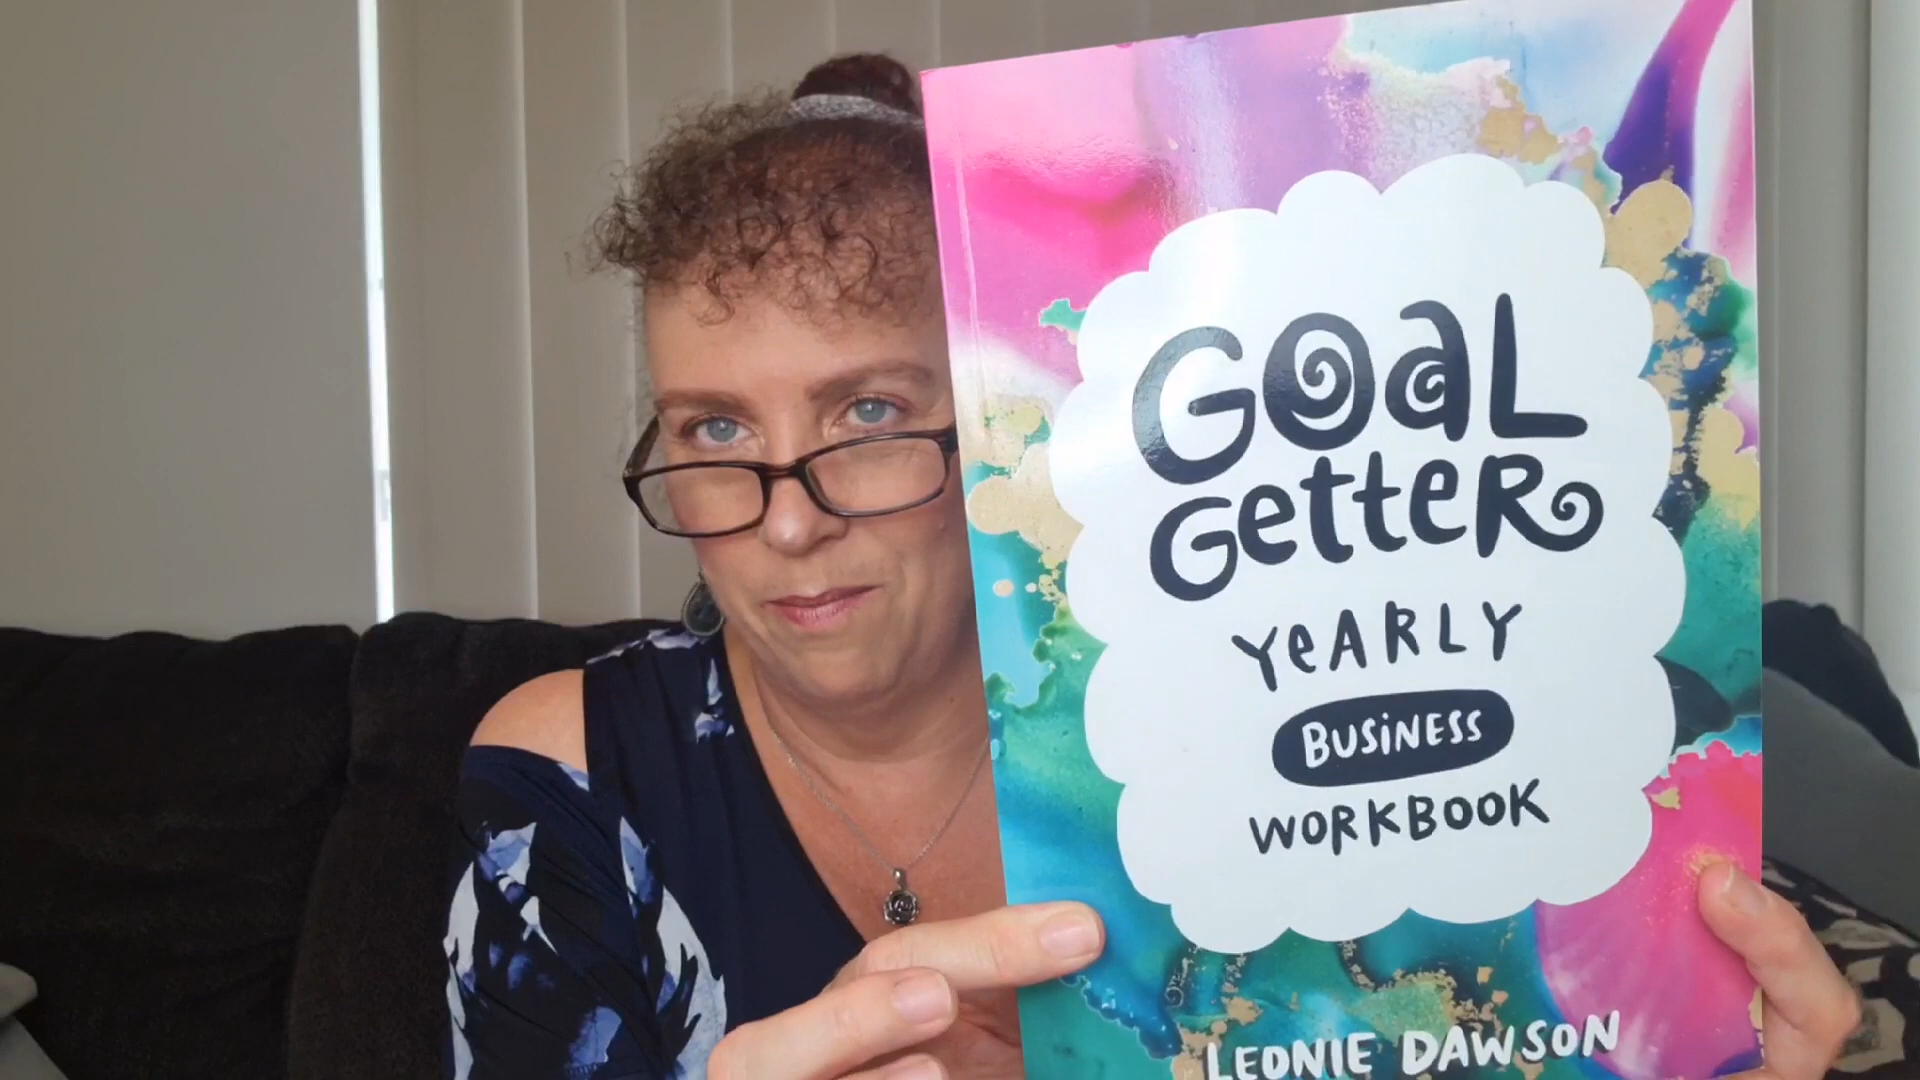 GOAL
GETTER
YEARLY
BUSINESS
WORKBOOK
LEONIE DAWSON